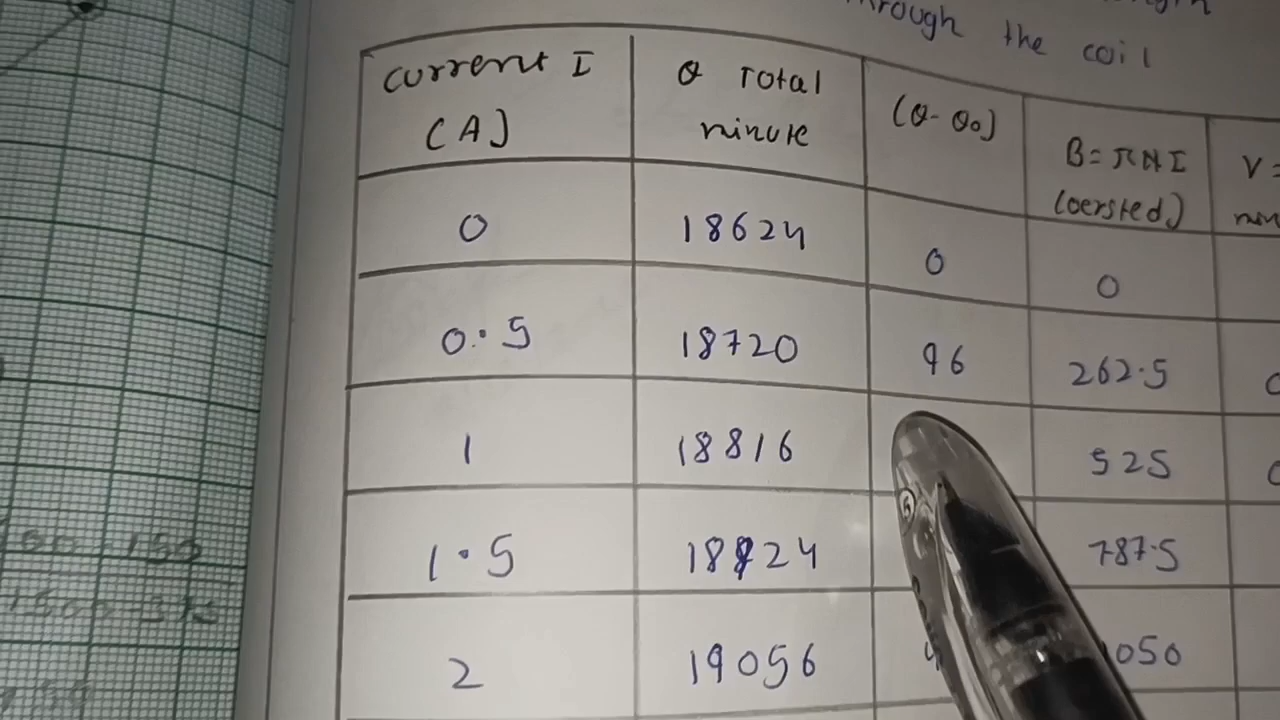 through the coil
Current I (A) θ Total minute (θ-θ0) B=πNI (oersted) V=
0 18624 0 0
0.5 18720 96 262.5
1 18816 525
1.5 787.5
2 19056 1050